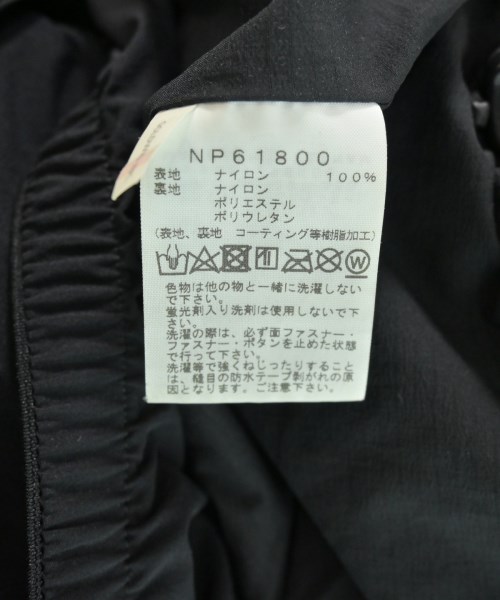 NP61800
表地 ナイロン 100%
裏地 ナイロン
ポリエステル
ポリウレタン
(表地、裏地 コーティング等樹脂加工)
色物は他の物と一緒に洗濯しない
で下さい。
蛍光剤入り洗剤は使用しないで下
さい。
洗濯の際は、必ず面ファスナー・
ファスナー・ボタンを止めた状態
で行って下さい。
洗濯等で強くねじったりすること
は、縫目の防水テープ剥がれの原
因となります。ご注意下さい。